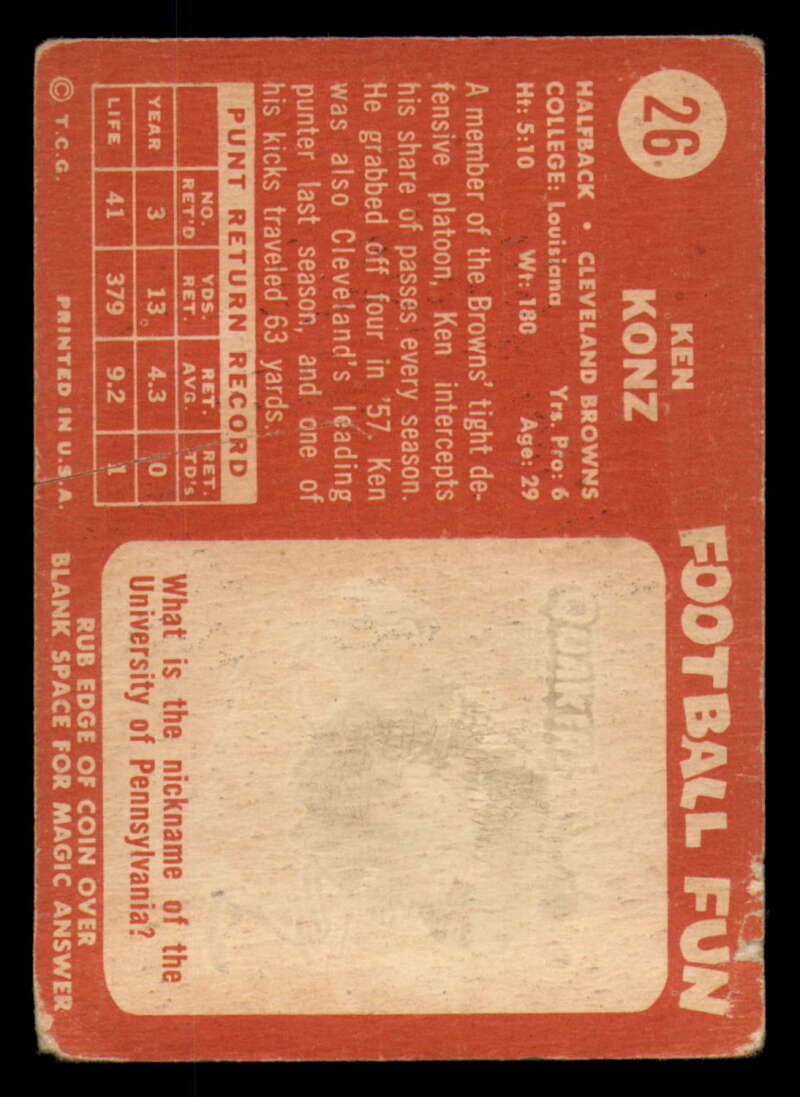 26
KEN
KONZ
HALFBACK • CLEVELAND BROWNS
COLLEGE: Louisiana Yrs. Pro: 6
Ht: 5:10 Wt: 180 Age: 29
A member of the Browns' tight de-
fensive platoon, Ken intercepts
his share of passes every season.
He grabbed off four in '57. Ken
was also Cleveland's leading
punter last season, and one of
his kicks traveled 63 yards.
PUNT RETURN RECORD
NO. RET'D YDS. RET. RET. AVG. RET. TD's
YEAR 3 13 4.3 0
LIFE 41 379 9.2 1
© T.C.G. PRINTED IN U.S.A.
FOOTBALL FUN
What is the nickname of the
University of Pennsylvania?
RUB EDGE OF COIN OVER
BLANK SPACE FOR MAGIC ANSWER